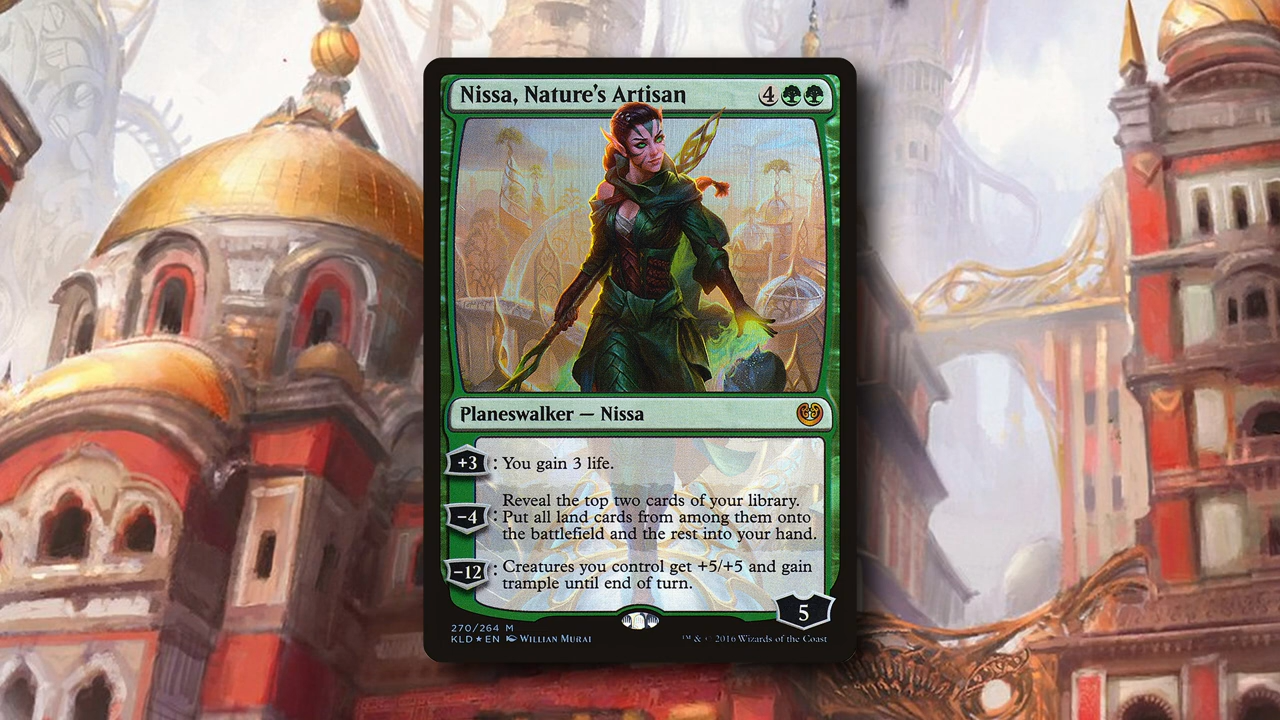 Nissa, Nature's Artisan 4
Planeswalker — Nissa
+3 : You gain 3 life.
Reveal the top two cards of your library.
−4 : Put all land cards from among them onto
the battlefield and the rest into your hand.
−12 : Creatures you control get +5/+5 and gain
trample until end of turn.
5
270/264 M
KLD ★ EN Willian Murai
™ & © 2016 Wizards of the Coast